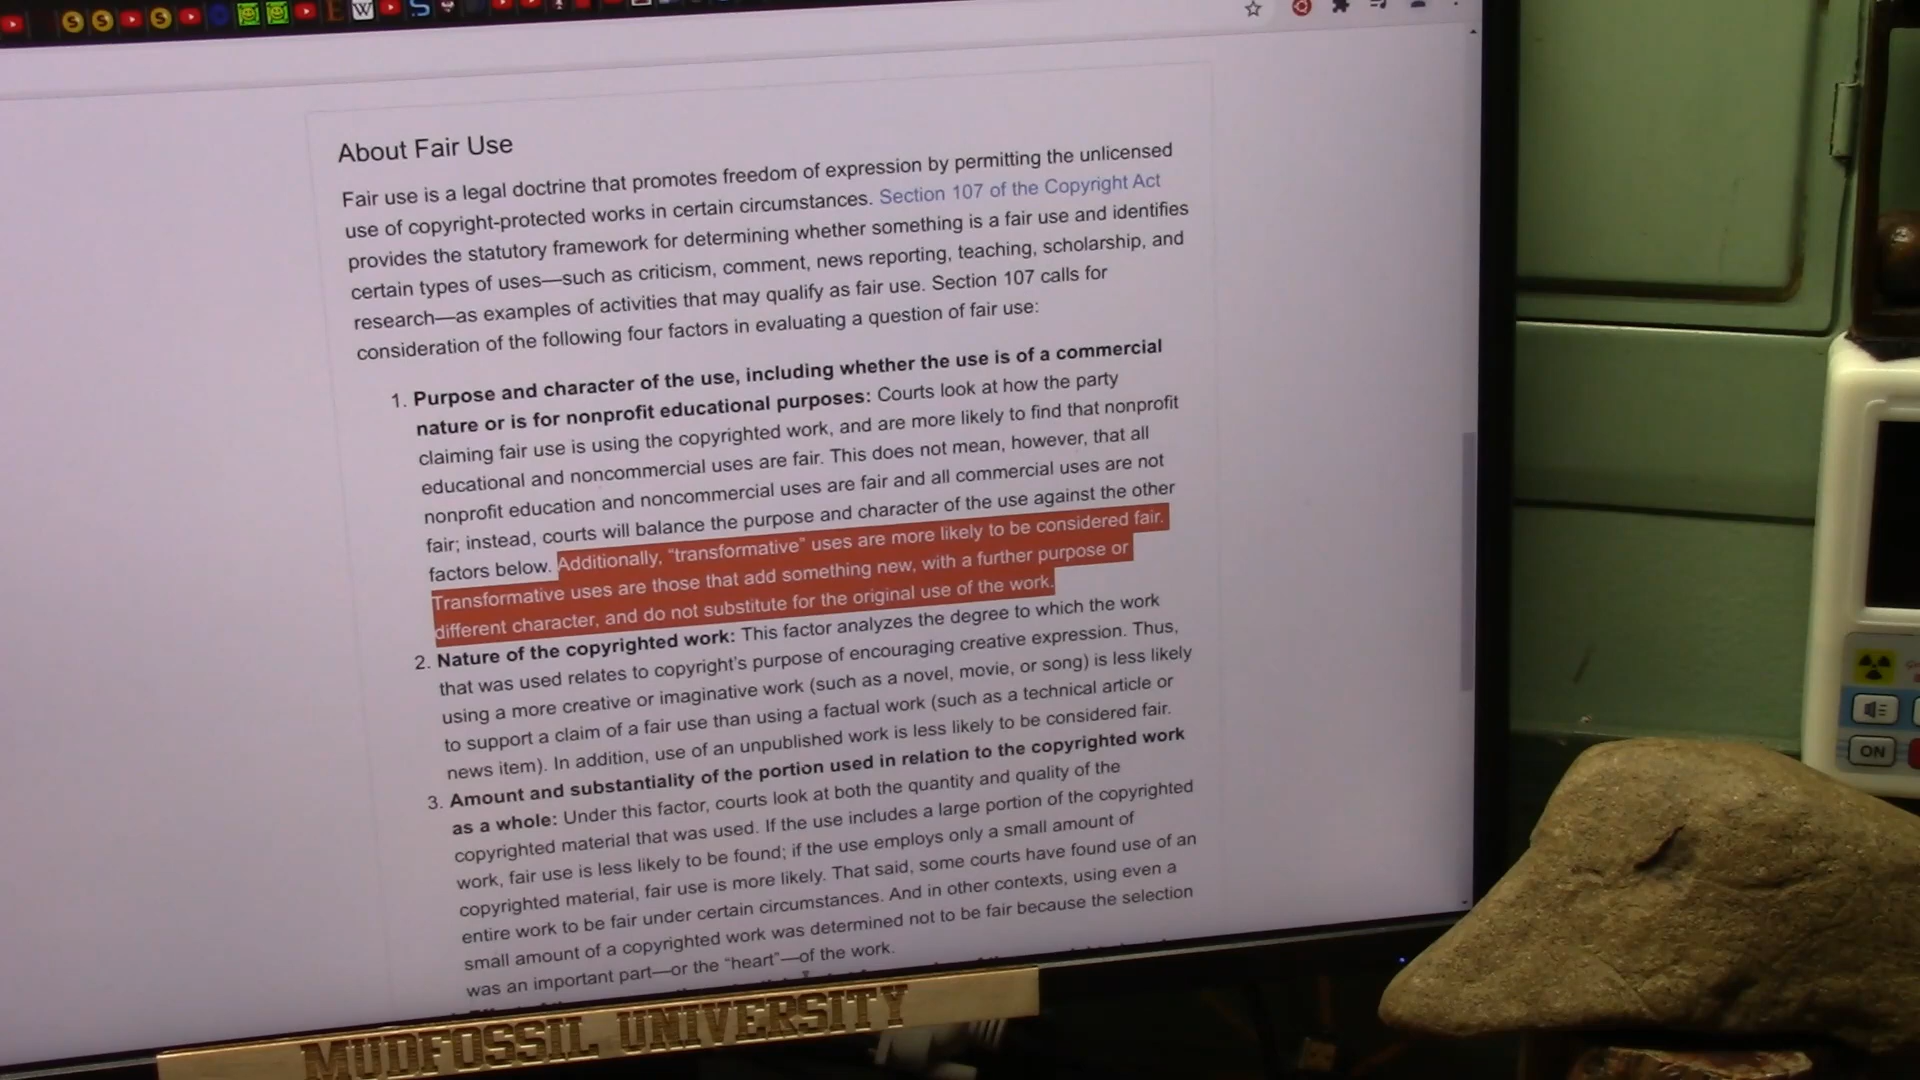 About Fair Use
Fair use is a legal doctrine that promotes freedom of expression by permitting the unlicensed
use of copyright-protected works in certain circumstances. Section 107 of the Copyright Act
provides the statutory framework for determining whether something is a fair use and identifies
certain types of uses—such as criticism, comment, news reporting, teaching, scholarship, and
research—as examples of activities that may qualify as fair use. Section 107 calls for
consideration of the following four factors in evaluating a question of fair use:
1. Purpose and character of the use, including whether the use is of a commercial
nature or is for nonprofit educational purposes: Courts look at how the party
claiming fair use is using the copyrighted work, and are more likely to find that nonprofit
educational and noncommercial uses are fair. This does not mean, however, that all
nonprofit education and noncommercial uses are fair and all commercial uses are not
fair; instead, courts will balance the purpose and character of the use against the other
factors below. Additionally, “transformative” uses are more likely to be considered fair.
Transformative uses are those that add something new, with a further purpose or
different character, and do not substitute for the original use of the work.
2. Nature of the copyrighted work: This factor analyzes the degree to which the work
that was used relates to copyright’s purpose of encouraging creative expression. Thus,
using a more creative or imaginative work (such as a novel, movie, or song) is less likely
to support a claim of a fair use than using a factual work (such as a technical article or
news item). In addition, use of an unpublished work is less likely to be considered fair.
3. Amount and substantiality of the portion used in relation to the copyrighted work
as a whole: Under this factor, courts look at both the quantity and quality of the
copyrighted material that was used. If the use includes a large portion of the copyrighted
work, fair use is less likely to be found; if the use employs only a small amount of
copyrighted material, fair use is more likely. That said, some courts have found use of an
entire work to be fair under certain circumstances. And in other contexts, using even a
small amount of a copyrighted work was determined not to be fair because the selection
was an important part—or the “heart”—of the work.
MUDFOSSIL UNIVERSITY
ON